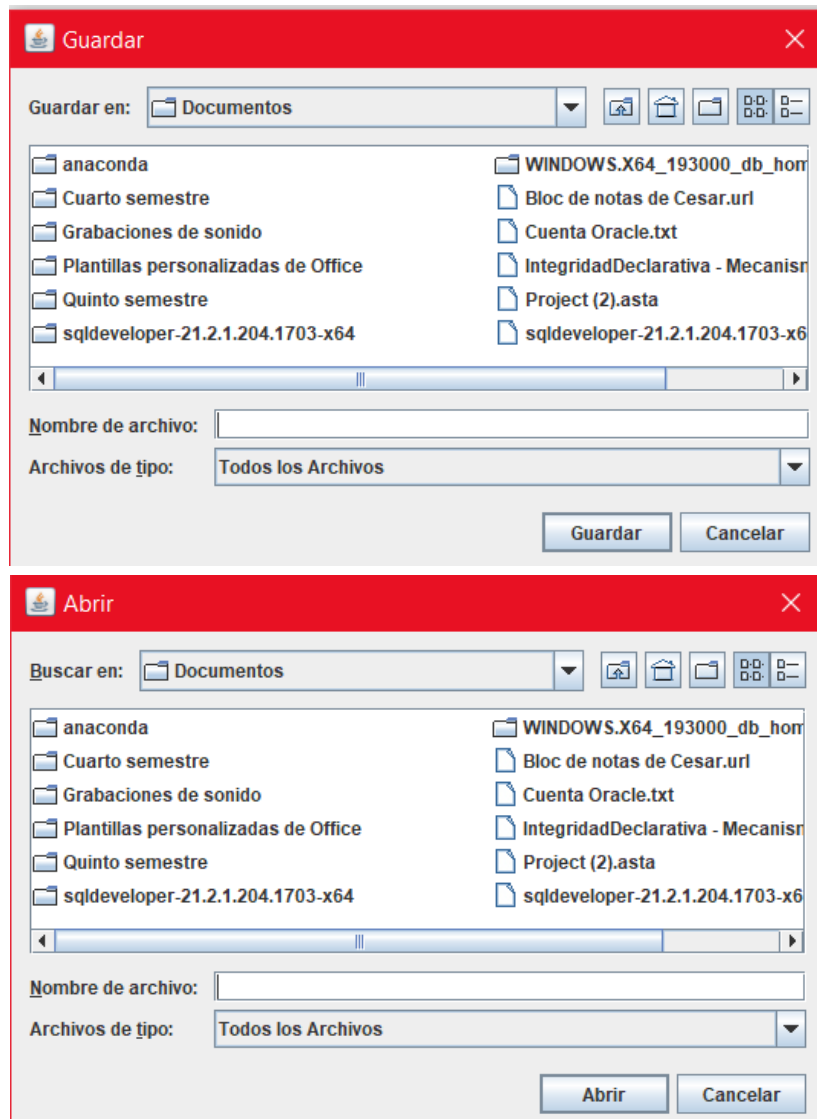 Guardar
Guardar en: Documentos
anaconda
Cuarto semestre
Grabaciones de sonido
Plantillas personalizadas de Office
Quinto semestre
sqldeveloper-21.2.1.204.1703-x64
WINDOWS.X64_193000_db_hom
Bloc de notas de Cesar.url
Cuenta Oracle.txt
IntegridadDeclarativa - Mecanism
Project (2).asta
sqldeveloper-21.2.1.204.1703-x6
Nombre de archivo:
Archivos de tipo: Todos los Archivos
Guardar Cancelar
Abrir
Buscar en: Documentos
anaconda
Cuarto semestre
Grabaciones de sonido
Plantillas personalizadas de Office
Quinto semestre
sqldeveloper-21.2.1.204.1703-x64
WINDOWS.X64_193000_db_hom
Bloc de notas de Cesar.url
Cuenta Oracle.txt
IntegridadDeclarativa - Mecanism
Project (2).asta
sqldeveloper-21.2.1.204.1703-x6
Nombre de archivo:
Archivos de tipo: Todos los Archivos
Abrir Cancelar